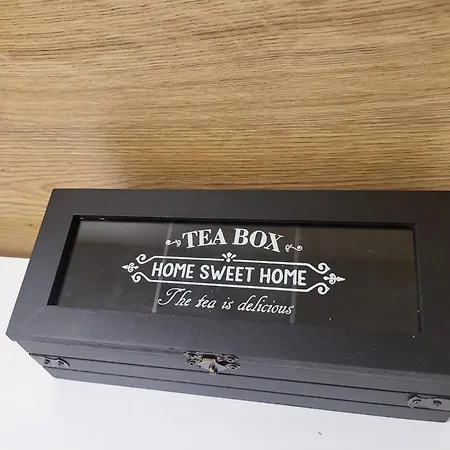 TEA BOX
HOME SWEET HOME
The tea is delicious